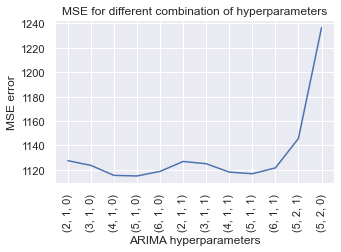 MSE for different combination of hyperparameters
MSE error
1240
1220
1200
1180
1160
1140
1120
(2, 1, 0)
(3, 1, 0)
(4, 1, 0)
(5, 1, 0)
(6, 1, 0)
(2, 1, 1)
(3, 1, 1)
(4, 1, 1)
(5, 1, 1)
(6, 1, 1)
(5, 2, 1)
(5, 2, 0)
ARIMA hyperparameters